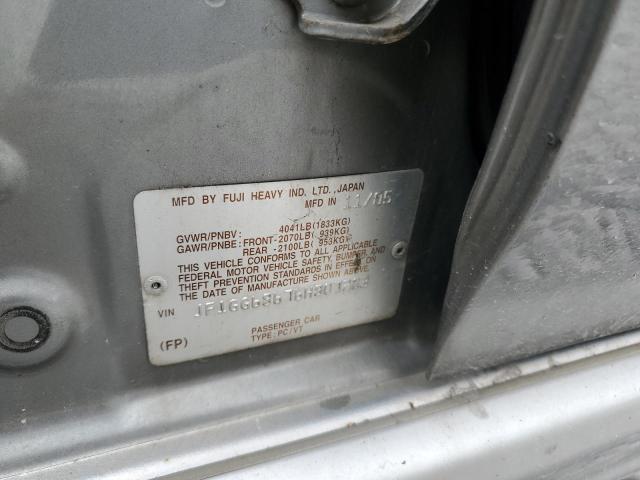 MFD BY FUJI HEAVY IND. LTD.,JAPAN
MFD IN 11/05
GVWR/PNBV: 4041LB(1833KG)
GAWR/PNBE:FRONT-2070LB( 939KG)
REAR -2100LB( 953KG)
THIS VEHICLE CONFORMS TO ALL APPLICABLE
FEDERAL MOTOR VEHICLE SAFETY, BUMPER, AND
THEFT PREVENTION STANDARDS IN EFFECT ON
THE DATE OF MANUFACTURE SHOWN ABOVE.
VIN
PASSENGER CAR
(FP) TYPE:PC/VT